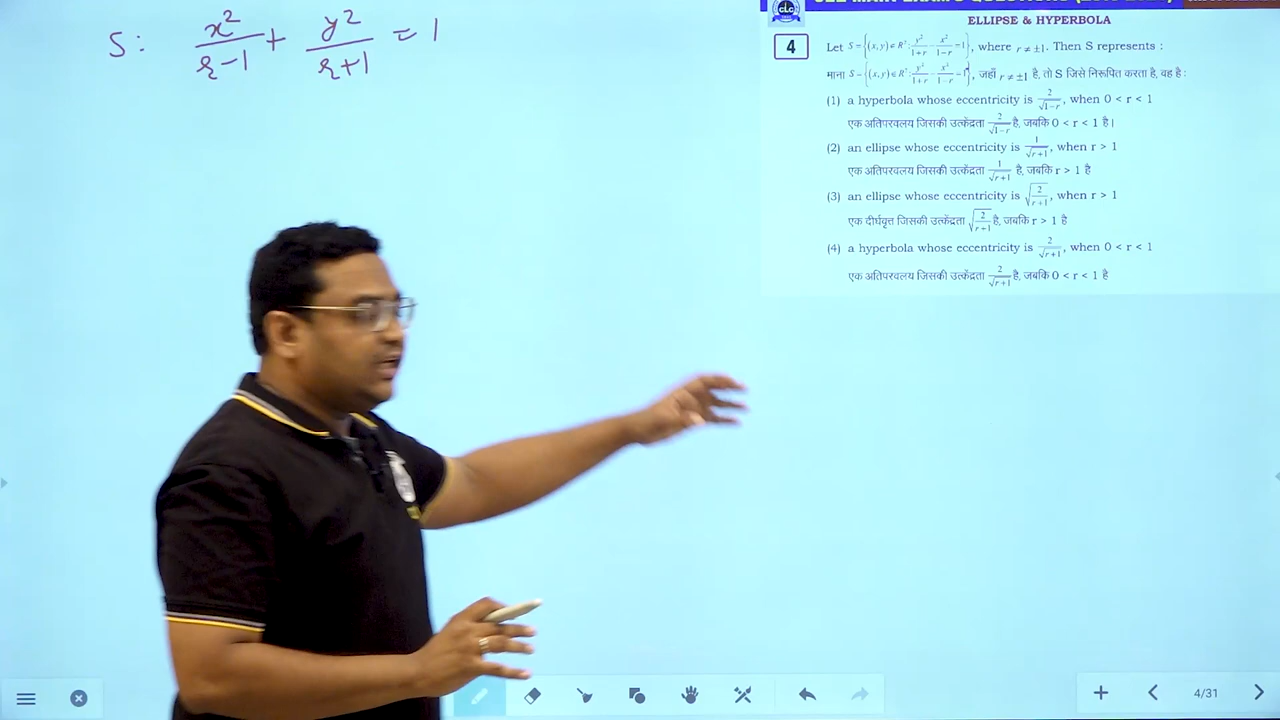 S: x²/(r-1) + y²/(r+1) = 1
CLC
ELLIPSE & HYPERBOLA
4
Let S = {(x, y) ∈ R² : y²/(1+r) - x²/(1-r) = 1}, where r ≠ ±1. Then S represents :
माना S = {(x, y) ∈ R² : y²/(1+r) - x²/(1-r) = 1}, जहाँ r ≠ ±1 है, तो S जिसे निरूपित करता है, वह है :
(1) a hyperbola whose eccentricity is 2/√(1-r), when 0 < r < 1
एक अतिपरवलय जिसकी उत्केंद्रता 2/√(1-r) है, जबकि 0 < r < 1 है।
(2) an ellipse whose eccentricity is 1/√(r+1), when r > 1
एक अतिपरवलय जिसकी उत्केंद्रता 1/√(r+1) है, जबकि r > 1 है
(3) an ellipse whose eccentricity is √(2/(r+1)), when r > 1
एक दीर्घवृत्त जिसकी उत्केंद्रता √(2/(r+1)) है, जबकि r > 1 है
(4) a hyperbola whose eccentricity is 2/√(r+1), when 0 < r < 1
एक अतिपरवलय जिसकी उत्केंद्रता 2/√(r+1) है, जबकि 0 < r < 1 है
4/31